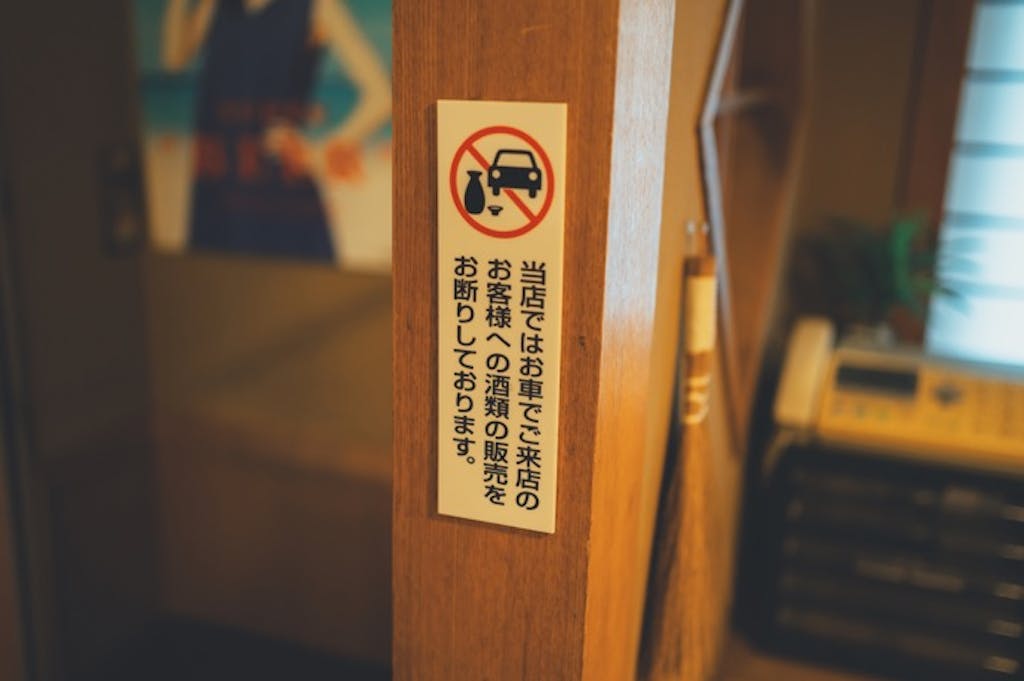 当店ではお車でご来店の
お客様への酒類の販売を
お断りしております。